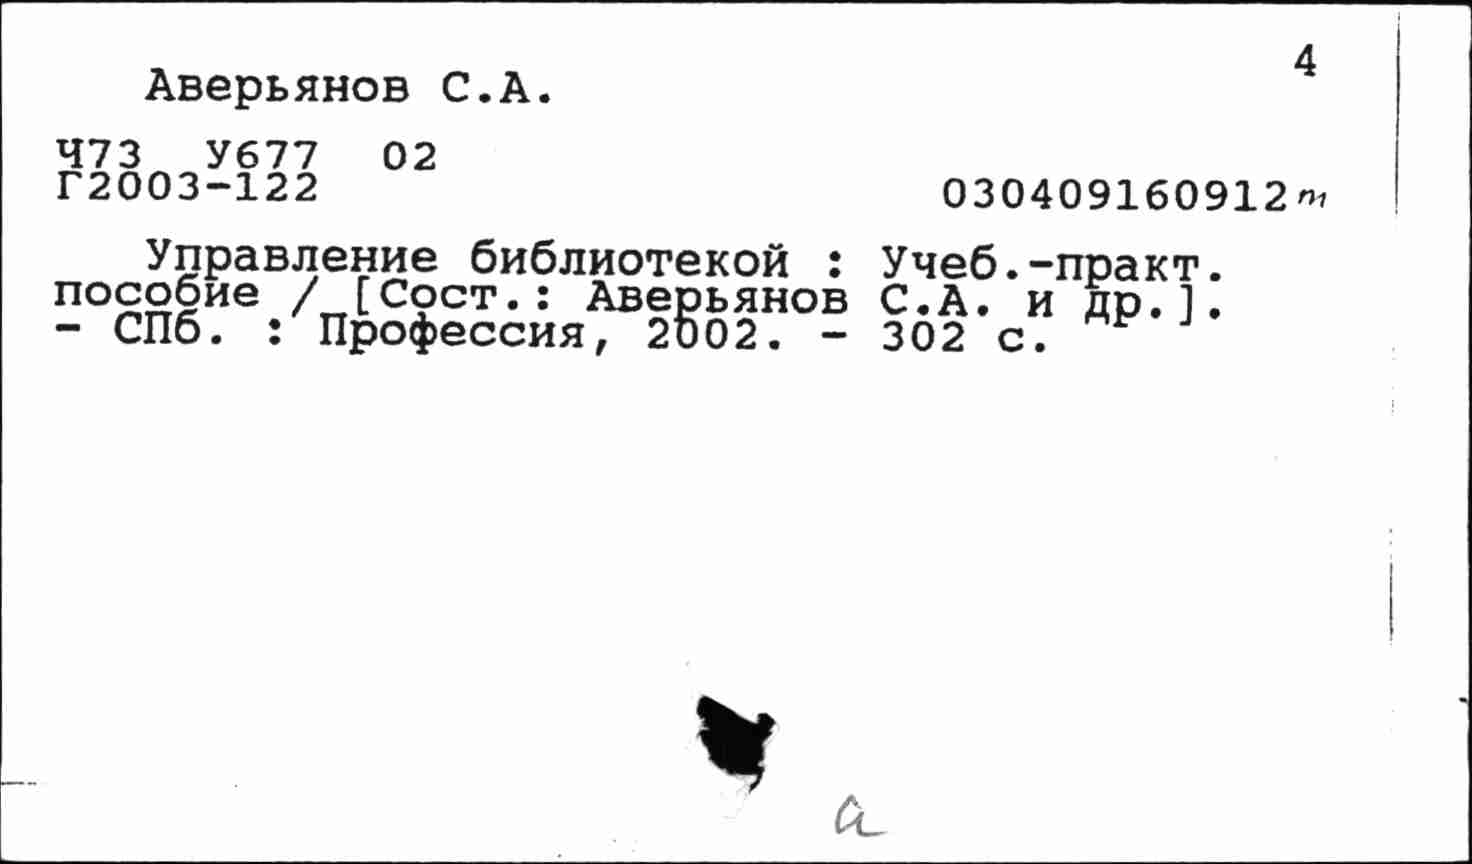 4
Аверьянов С.А.
Ч73 У677 02
Г2003-122
030409160912т
Управление библиотекой : Учеб.-практ.
пособие / [Сост.: Аверьянов С.А. и др.].
- СПб. : Профессия, 2002. - 302 с.
а